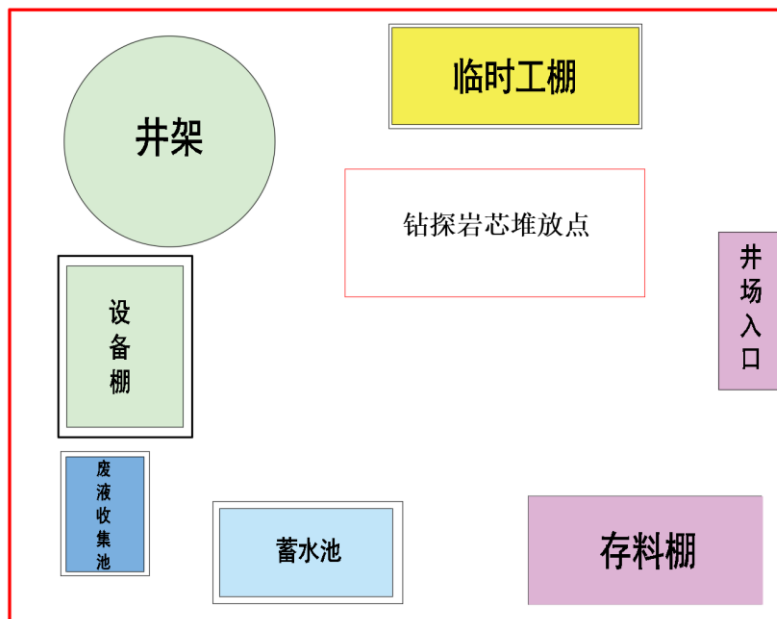 临时工棚
井架
钻探岩芯堆放点
井场入口
设备棚
废液收集池
蓄水池
存料棚